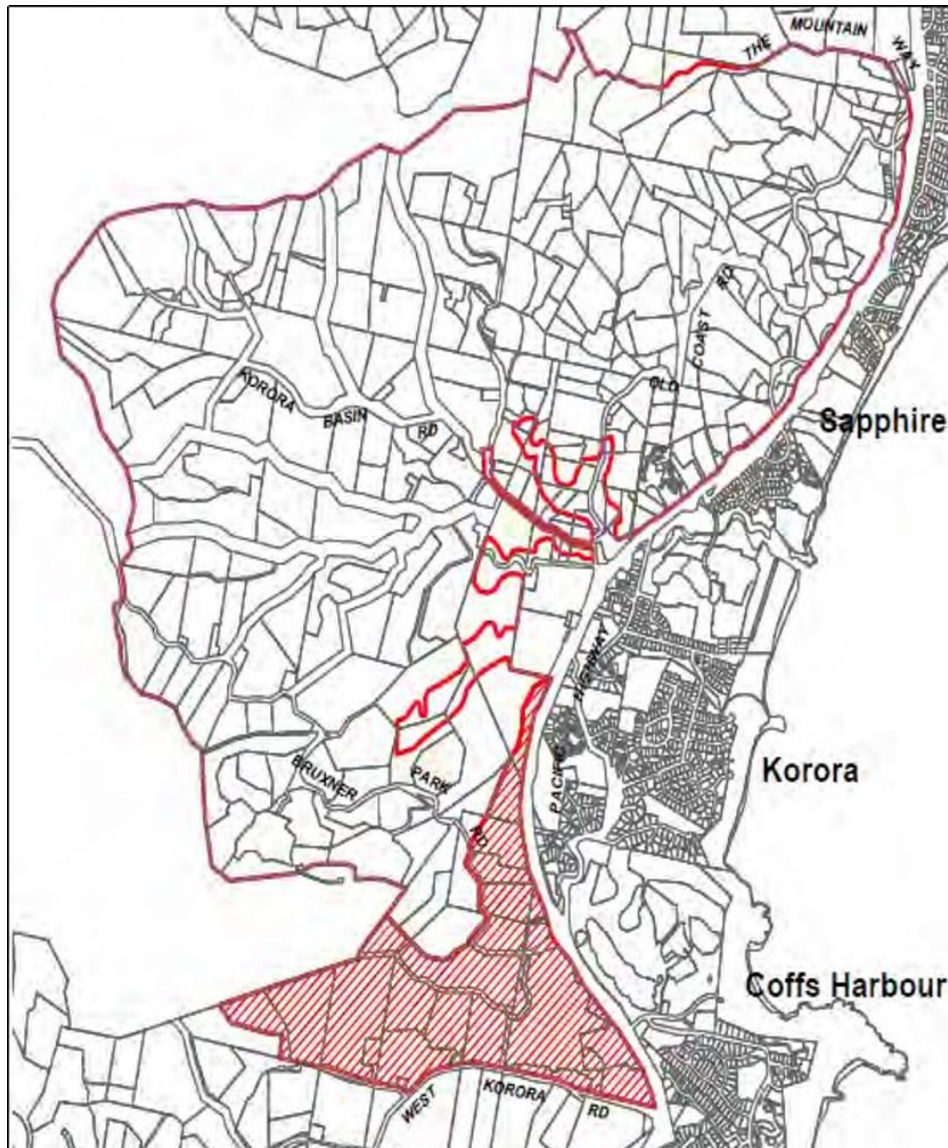 THE MOUNTAIN WAY
OLD COAST RD
KORORA BASIN RD
Sapphire
PACIFIC HIGHWAY
Korora
BRUXNER PARK RD
Coffs Harbour
WEST KORORA RD